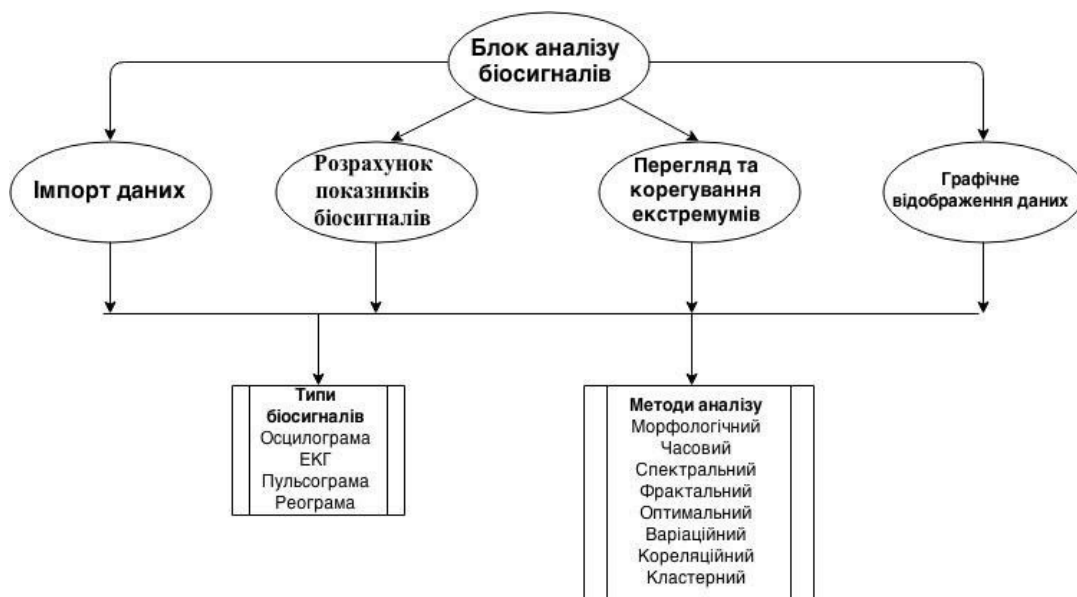 Блок аналізу
біосигналів
Імпорт даних
Розрахунок
показників
біосигналів
Перегляд та
корегування
екстремумів
Графічне
відображення даних
Типи
біосигналів
Осцилограма
ЕКГ
Пульсограма
Реограма
Методи аналізу
Морфологічний
Часовий
Спектральний
Фрактальний
Оптимальний
Варіаційний
Кореляційний
Кластерний